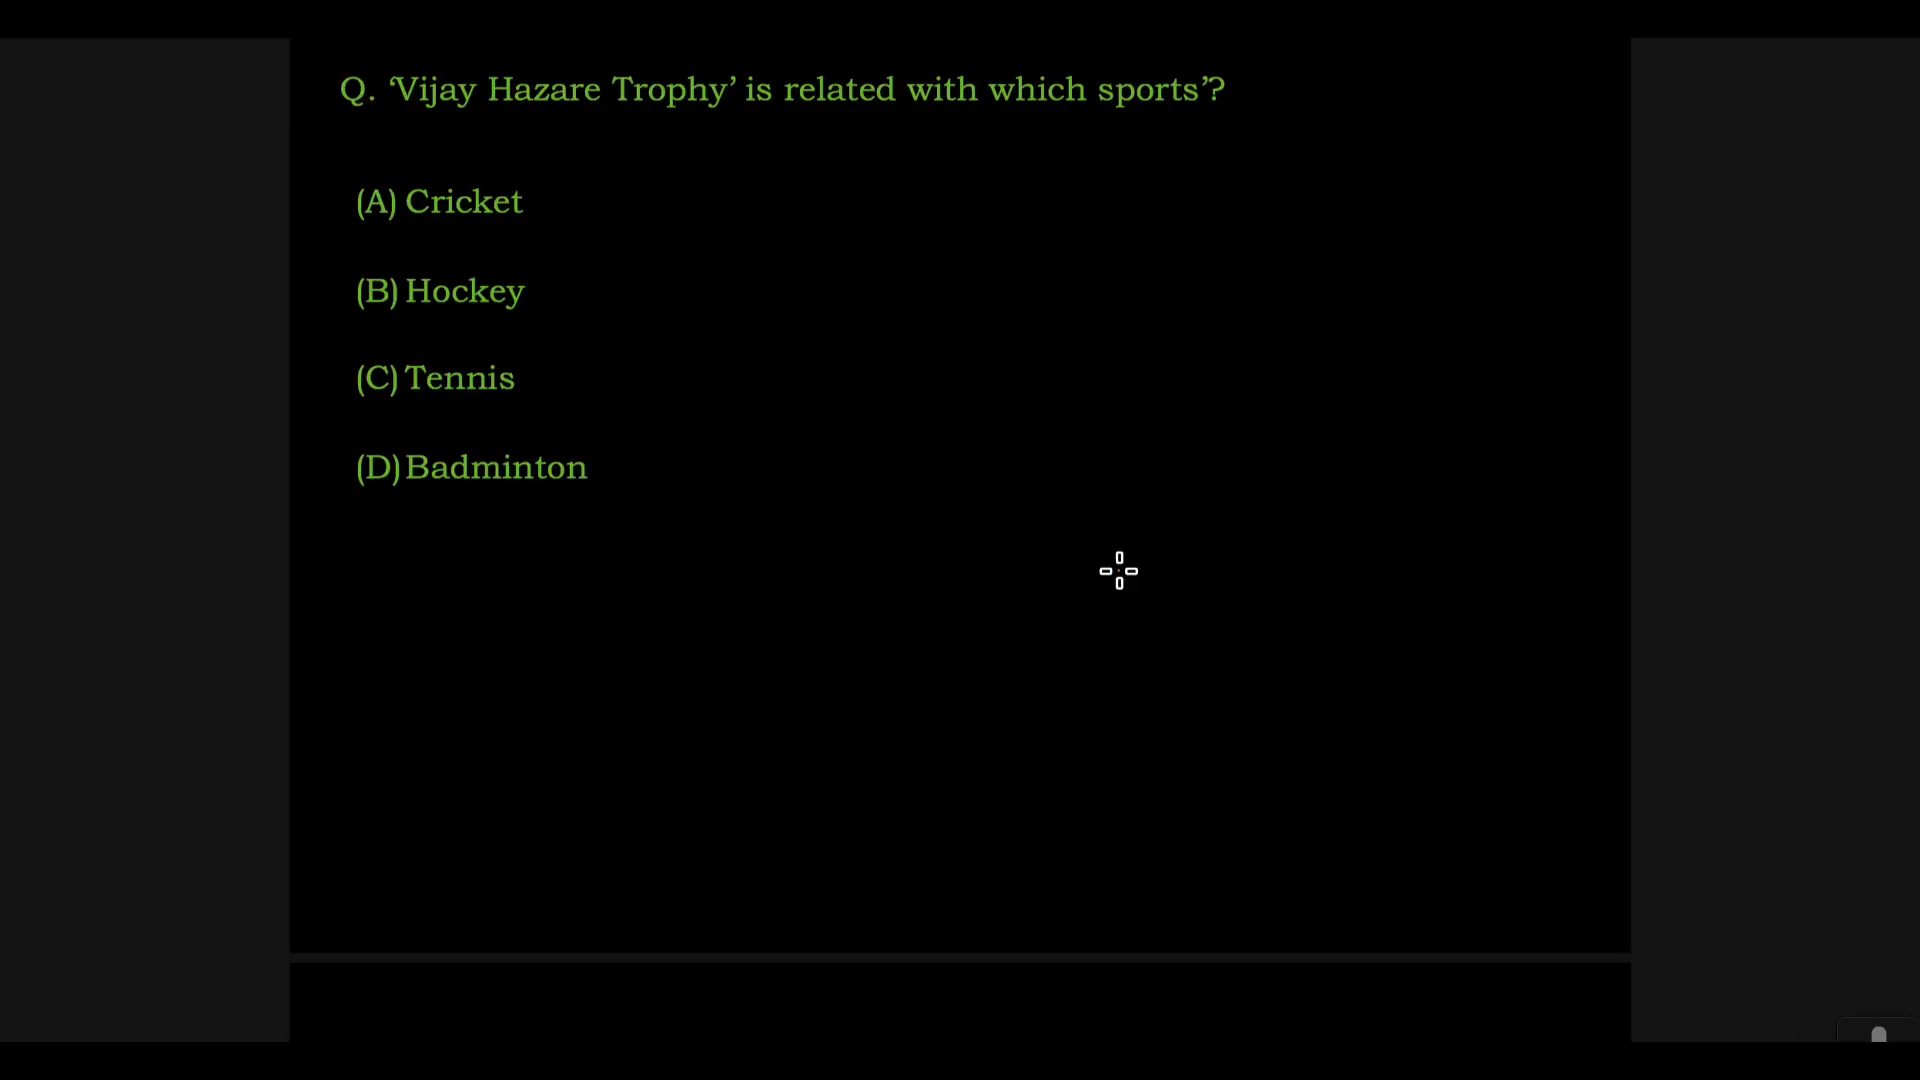 Q. ‘Vijay Hazare Trophy’ is related with which sports’?
(A) Cricket
(B) Hockey
(C) Tennis
(D) Badminton